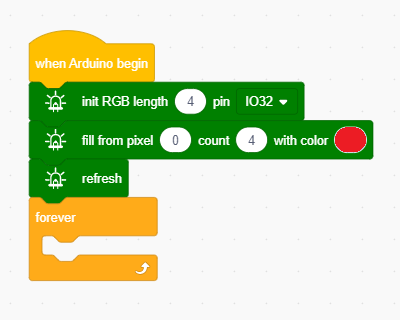 when Arduino begin
init RGB length 4 pin IO32
fill from pixel 0 count 4 with color
refresh
forever